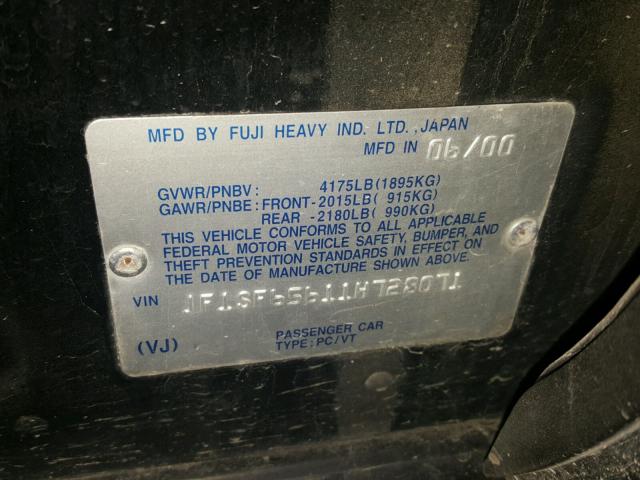 MFD BY FUJI HEAVY IND. LTD., JAPAN
MFD IN 06/00
GVWR/PNBV: 4175LB(1895KG)
GAWR/PNBE: FRONT-2015LB( 915KG)
REAR -2180LB( 990KG)
THIS VEHICLE CONFORMS TO ALL APPLICABLE
FEDERAL MOTOR VEHICLE SAFETY, BUMPER, AND
THEFT PREVENTION STANDARDS IN EFFECT ON
THE DATE OF MANUFACTURE SHOWN ABOVE.
VIN JF1SF65611H728071
(VJ) PASSENGER CAR
TYPE: PC/VT